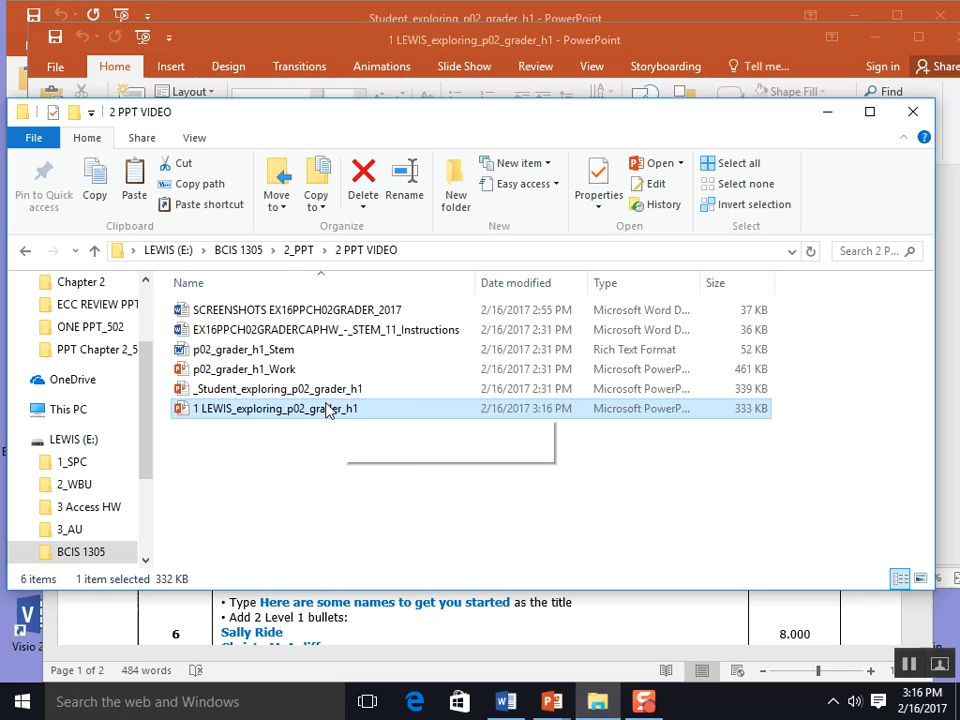 Student_exploring_p02_grader_h1 - PowerPoint
1 LEWIS_exploring_p02_grader_h1 - PowerPoint
File Home Insert Design Transitions Animations Slide Show Review View Storyboarding Tell me... Sign in Share
Layout Shape Fill Find
2 PPT VIDEO
File Home Share View
Pin to Quick access
Copy
Paste
Cut
Copy path
Paste shortcut
Clipboard
Move to
Copy to
Delete
Rename
Organize
New folder
New item
Easy access
New
Properties
Open
Edit
History
Open
Select all
Select none
Invert selection
Select
LEWIS (E:) BCIS 1305 2_PPT 2 PPT VIDEO Search 2 P...
Name Date modified Type Size
SCREENSHOTS EX16PPCH02GRADER_2017 2/16/2017 2:55 PM Microsoft Word D... 37 KB
EX16PPCH02GRADERCAPHW_-_STEM_11_Instructions 2/16/2017 2:31 PM Microsoft Word D... 36 KB
p02_grader_h1_Stem 2/16/2017 2:31 PM Rich Text Format 52 KB
p02_grader_h1_Work 2/16/2017 2:31 PM Microsoft PowerP... 461 KB
_Student_exploring_p02_grader_h1 2/16/2017 2:31 PM Microsoft PowerP... 339 KB
1 LEWIS_exploring_p02_grader_h1 2/16/2017 3:16 PM Microsoft PowerP... 333 KB
Chapter 2
ECC REVIEW PPT
ONE PPT_502
PPT Chapter 2_5
OneDrive
This PC
LEWIS (E:)
1_SPC
2_WBU
3 Access HW
3_AU
BCIS 1305
6 items 1 item selected 332 KB
• Type Here are some names to get you started as the title
• Add 2 Level 1 bullets:
6 Sally Ride 8.000
Visio 2
Page 1 of 2 484 words
Search the web and Windows
3:16 PM
2/16/2017